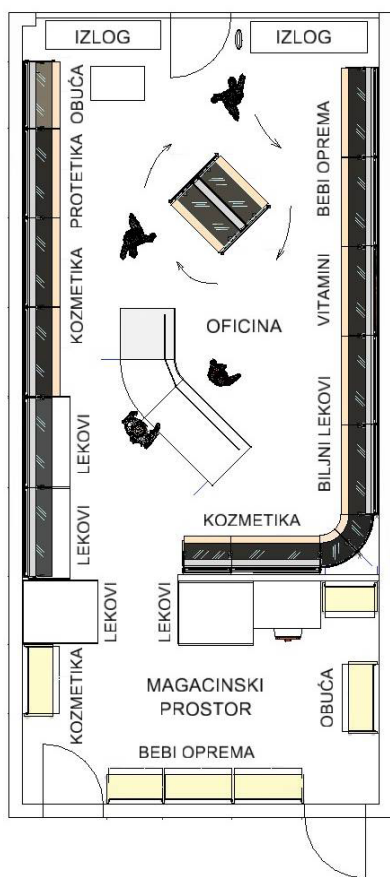 IZLOG
IZLOG
OBUĆA
PROTETIKA
KOZMETIKA
LEKOVI
LEKOVI
BEBI OPREMA
VITAMINI
BILJNI LEKOVI
OFICINA
KOZMETIKA
LEKOVI
LEKOVI
KOZMETIKA
MAGACINSKI
PROSTOR
OBUĆA
BEBI OPREMA